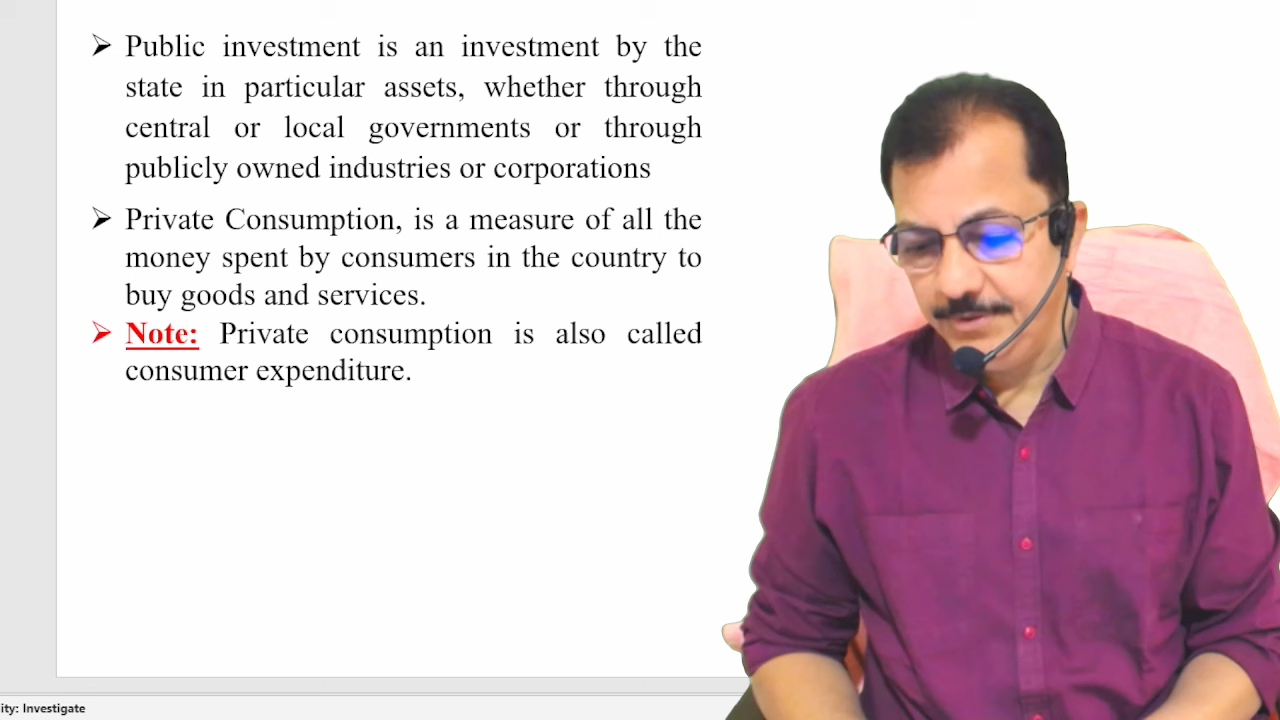 Public investment is an investment by the
state in particular assets, whether through
central or local governments or through
publicly owned industries or corporations
Private Consumption, is a measure of all the
money spent by consumers in the country to
buy goods and services.
Note: Private consumption is also called
consumer expenditure.
ity: Investigate